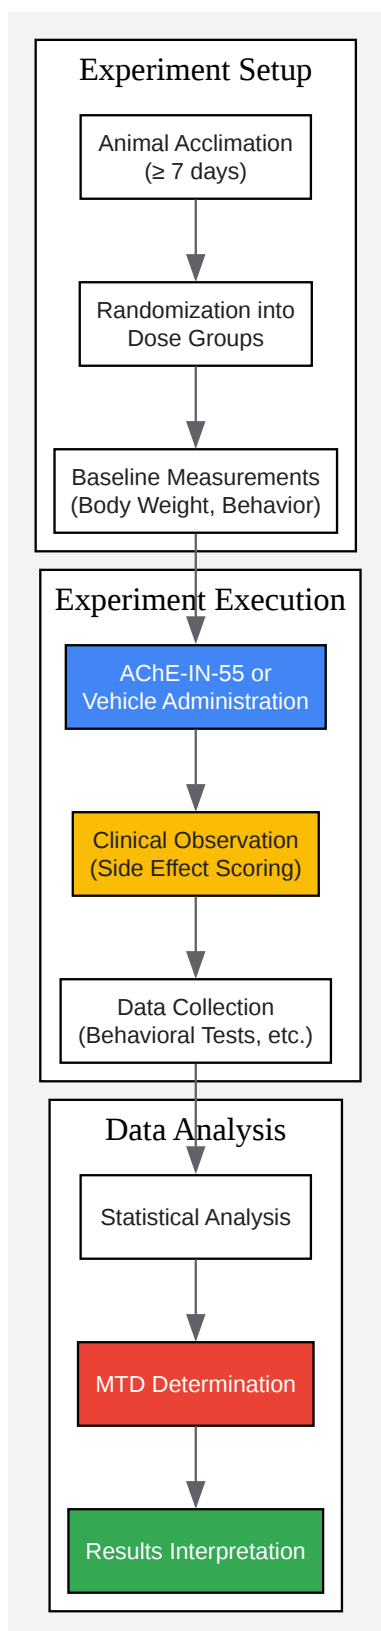 Experiment Setup
Animal Acclimation
(≥ 7 days)
Randomization into
Dose Groups
Baseline Measurements
(Body Weight, Behavior)
Experiment Execution
AChE-IN-55 or
Vehicle Administration
Clinical Observation
(Side Effect Scoring)
Data Collection
(Behavioral Tests, etc.)
Data Analysis
Statistical Analysis
MTD Determination
Results Interpretation